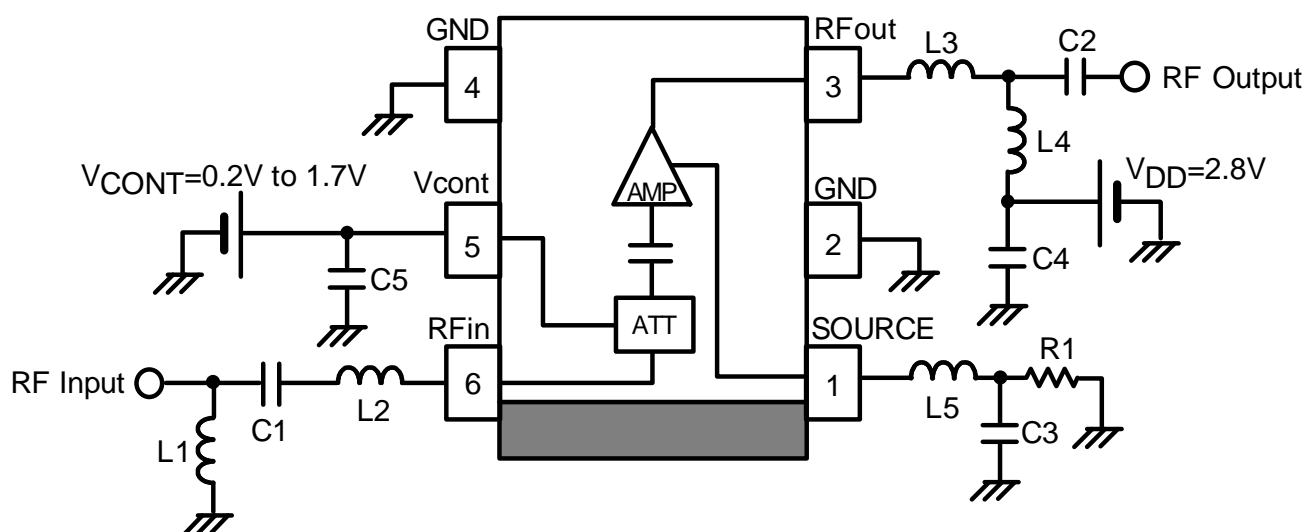 GND
4
RFout
3
L3
C2
RF Output
L4
VDD=2.8V
VCONT=0.2V to 1.7V
Vcont
5
AMP
GND
2
C5
C4
RFin
6
ATT
SOURCE
1
R1
RF Input
C1
L2
L1
L5
C3